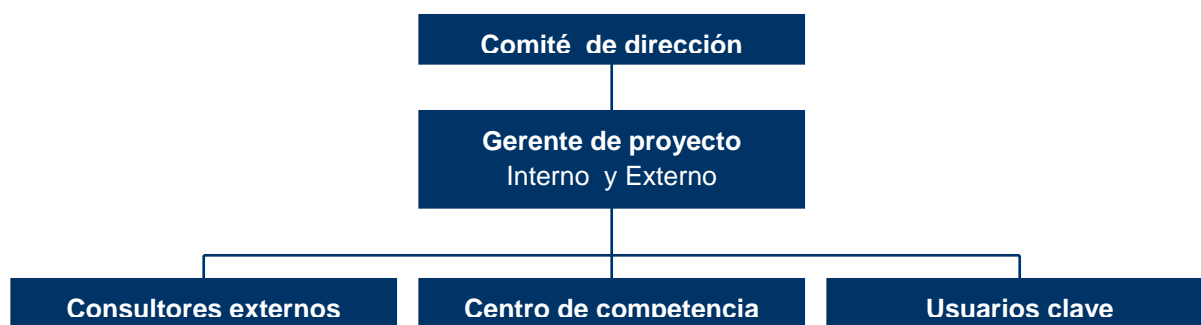 Comité de dirección
Gerente de proyecto
Interno y Externo
Consultores externos
Centro de competencia
Usuarios clave